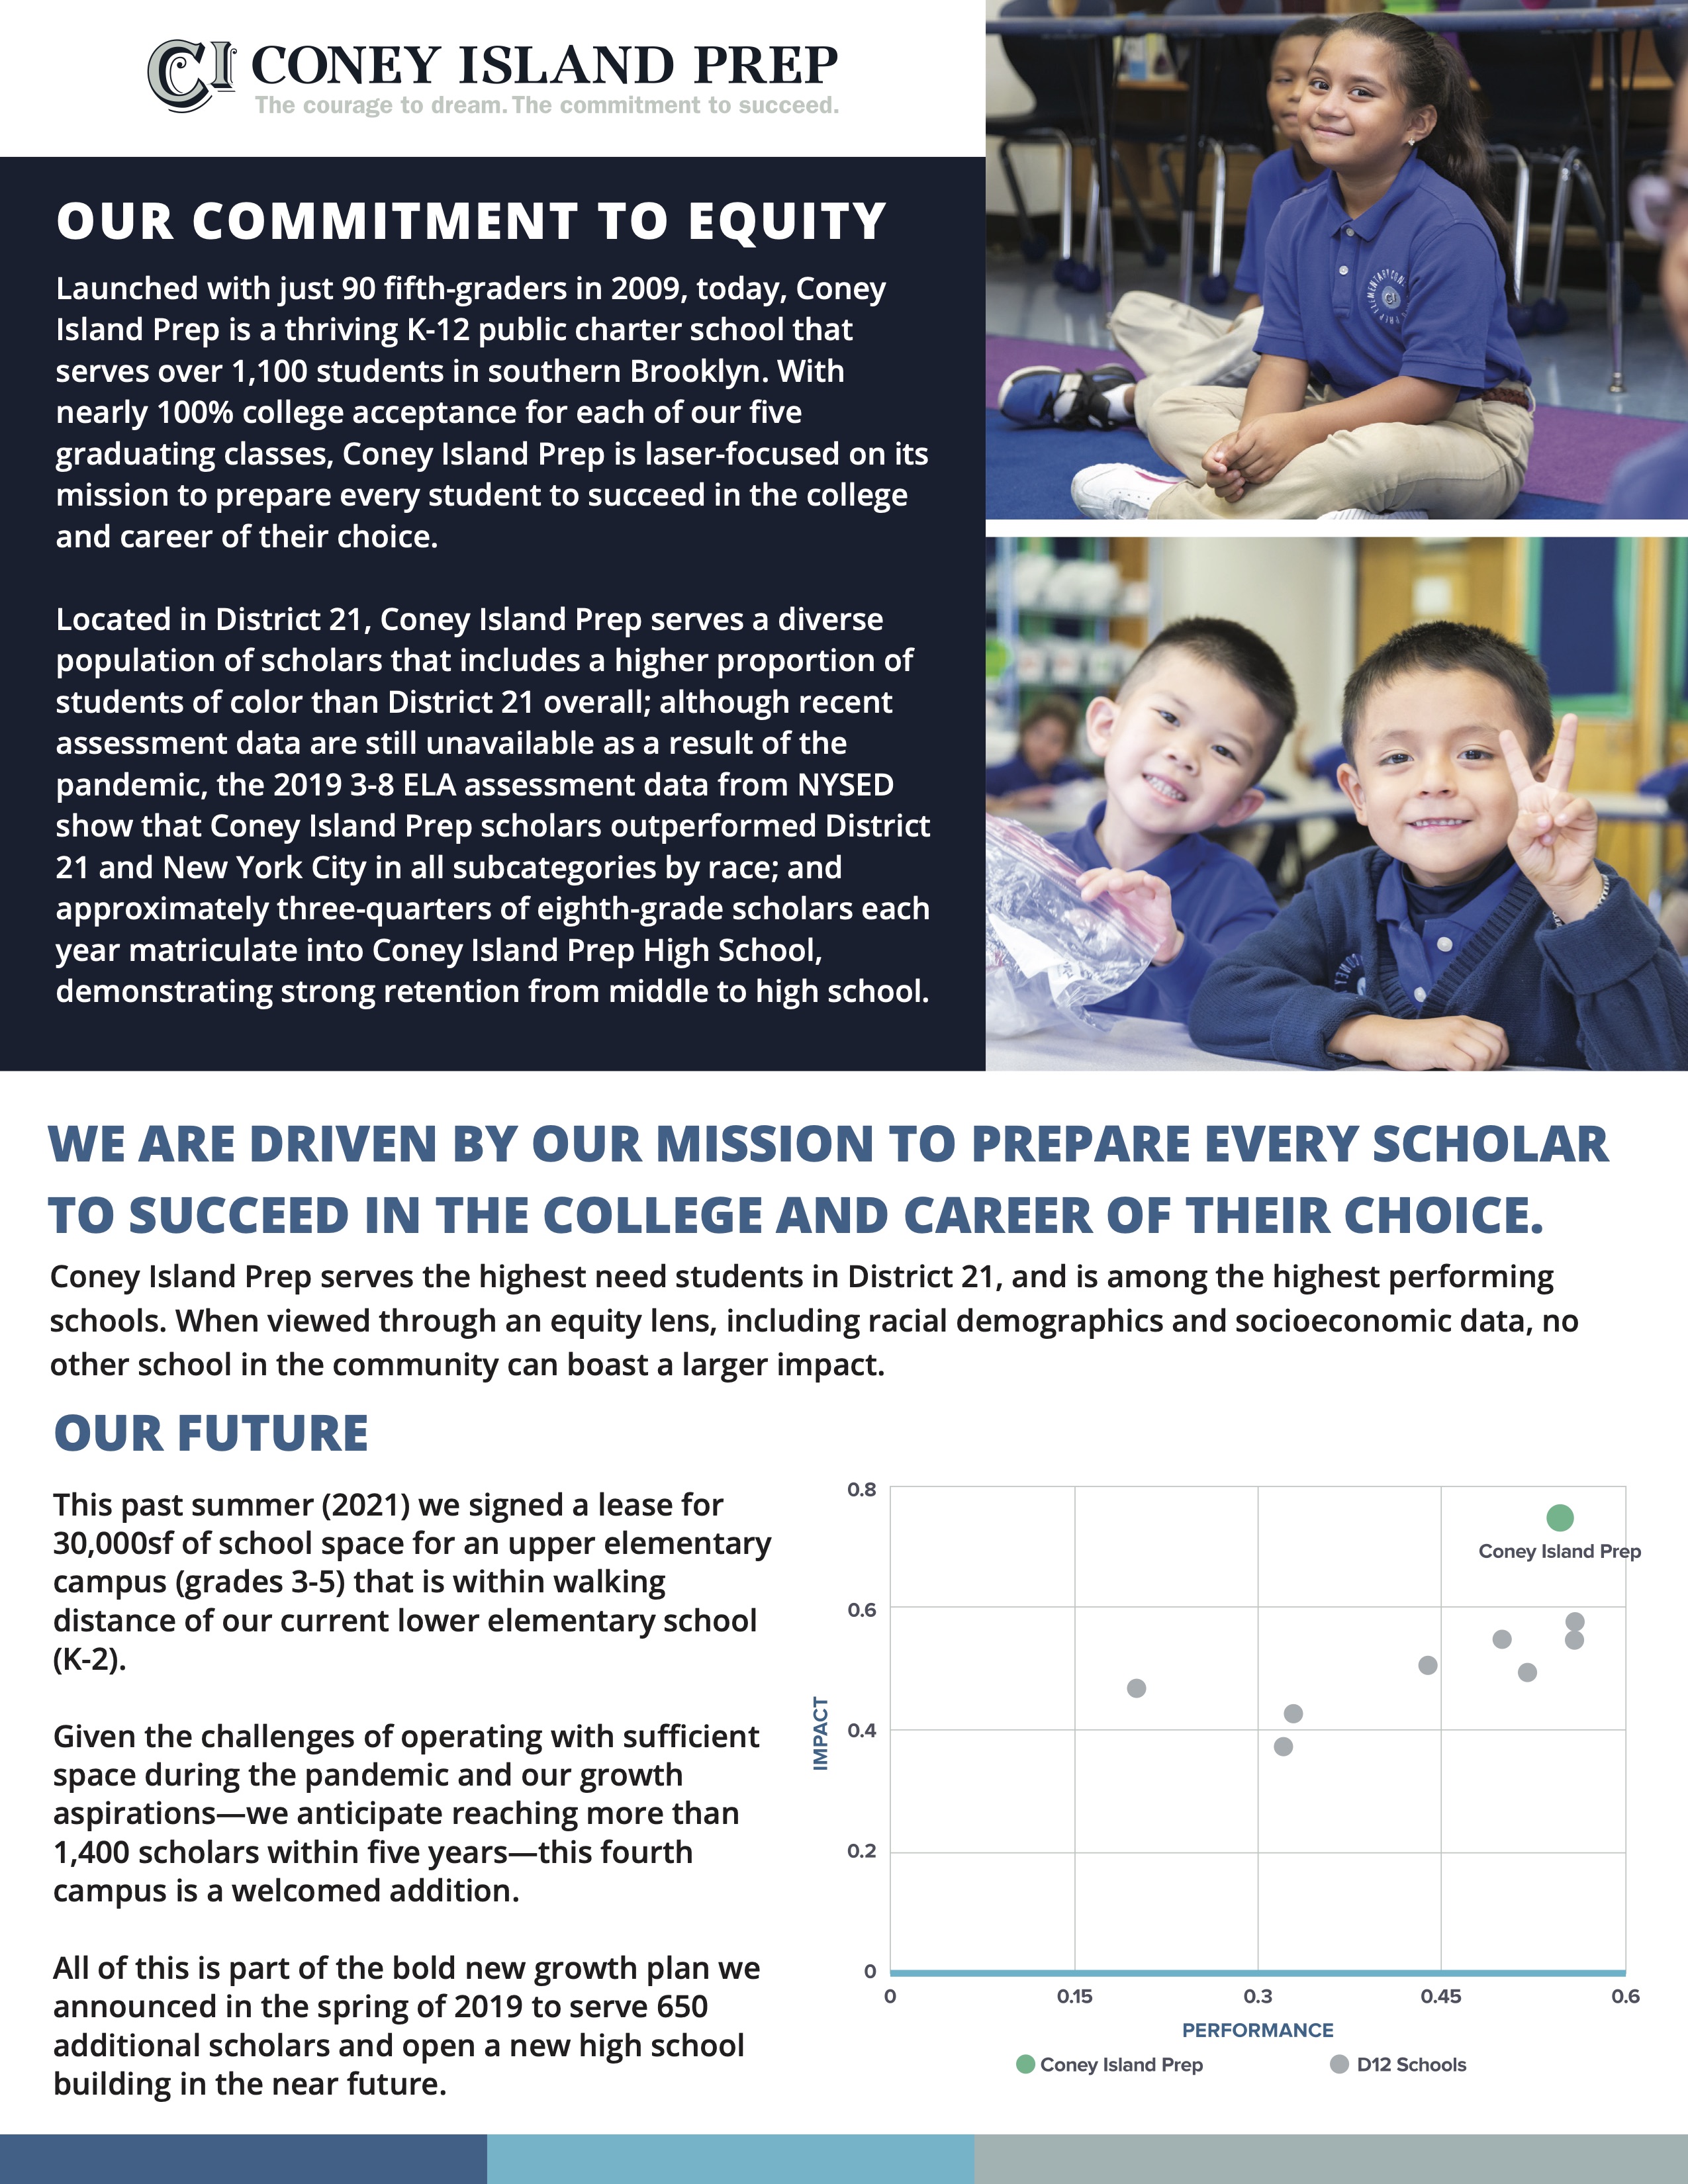 CI CONEY ISLAND PREP
The courage to dream. The commitment to succeed.
OUR COMMITMENT TO EQUITY
Launched with just 90 fifth-graders in 2009, today, Coney
Island Prep is a thriving K-12 public charter school that
serves over 1,100 students in southern Brooklyn. With
nearly 100% college acceptance for each of our five
graduating classes, Coney Island Prep is laser-focused on its
mission to prepare every student to succeed in the college
and career of their choice.
Located in District 21, Coney Island Prep serves a diverse
population of scholars that includes a higher proportion of
students of color than District 21 overall; although recent
assessment data are still unavailable as a result of the
pandemic, the 2019 3-8 ELA assessment data from NYSED
show that Coney Island Prep scholars outperformed District
21 and New York City in all subcategories by race; and
approximately three-quarters of eighth-grade scholars each
year matriculate into Coney Island Prep High School,
demonstrating strong retention from middle to high school.
WE ARE DRIVEN BY OUR MISSION TO PREPARE EVERY SCHOLAR
TO SUCCEED IN THE COLLEGE AND CAREER OF THEIR CHOICE.
Coney Island Prep serves the highest need students in District 21, and is among the highest performing
schools. When viewed through an equity lens, including racial demographics and socioeconomic data, no
other school in the community can boast a larger impact.
OUR FUTURE
This past summer (2021) we signed a lease for
30,000sf of school space for an upper elementary
campus (grades 3-5) that is within walking
distance of our current lower elementary school
(K-2).
Given the challenges of operating with sufficient
space during the pandemic and our growth
aspirations—we anticipate reaching more than
1,400 scholars within five years—this fourth
campus is a welcomed addition.
All of this is part of the bold new growth plan we
announced in the spring of 2019 to serve 650
additional scholars and open a new high school
building in the near future.
0.8
Coney Island Prep
0.6
IMPACT
0.4
0.2
0
0 0.15 0.3 0.45 0.6
PERFORMANCE
Coney Island Prep D12 Schools